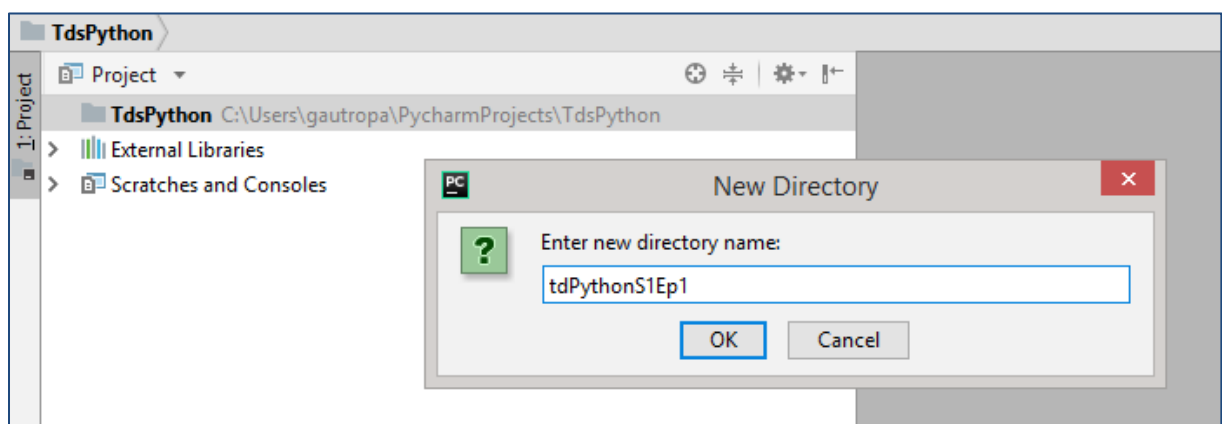 TdsPython
1: Project
Project
TdsPython C:\Users\gautropa\PycharmProjects\TdsPython
External Libraries
Scratches and Consoles
PC
New Directory
Enter new directory name:
tdPythonS1Ep1
OK Cancel